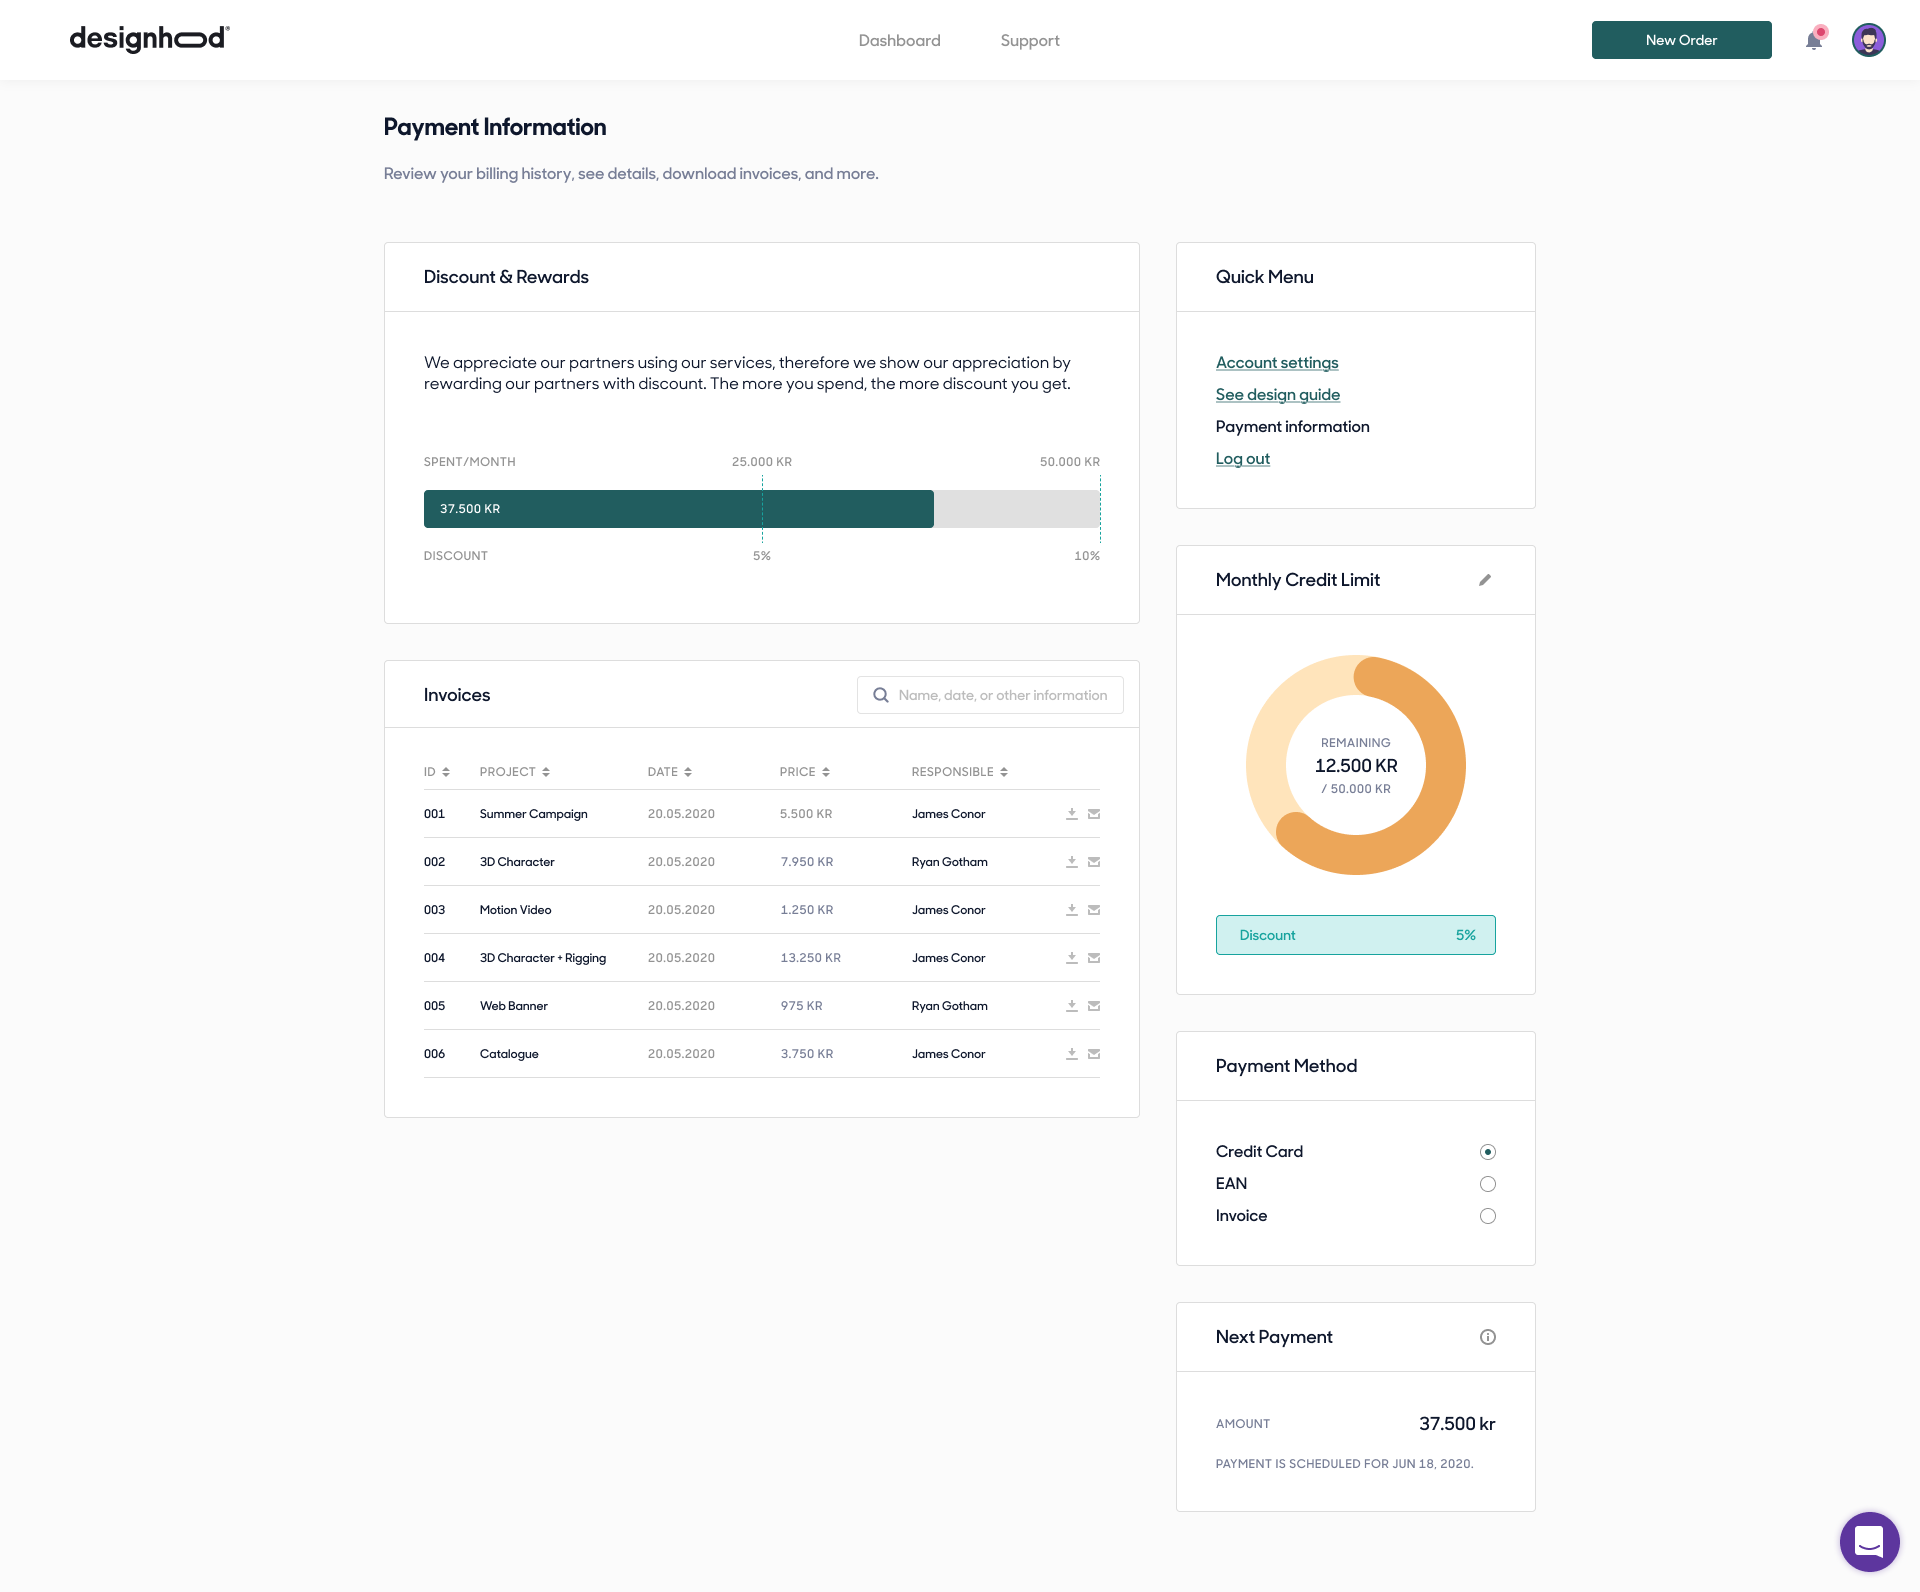 designhood®
Dashboard
Support
New Order
Payment Information
Review your billing history, see details, download invoices, and more.
Discount & Rewards
We appreciate our partners using our services, therefore we show our appreciation by
rewarding our partners with discount. The more you spend, the more discount you get.
SPENT/MONTH 25.000 KR 50.000 KR
37.500 KR
DISCOUNT 5% 10%
Invoices
Name, date, or other information
ID PROJECT DATE PRICE RESPONSIBLE
001 Summer Campaign 20.05.2020 5.500 KR James Conor
002 3D Character 20.05.2020 7.950 KR Ryan Gotham
003 Motion Video 20.05.2020 1.250 KR James Conor
004 3D Character + Rigging 20.05.2020 13.250 KR James Conor
005 Web Banner 20.05.2020 975 KR Ryan Gotham
006 Catalogue 20.05.2020 3.750 KR James Conor
Quick Menu
Account settings
See design guide
Payment information
Log out
Monthly Credit Limit
REMAINING
12.500 KR
/ 50.000 KR
Discount 5%
Payment Method
Credit Card
EAN
Invoice
Next Payment
AMOUNT 37.500 kr
PAYMENT IS SCHEDULED FOR JUN 18, 2020.